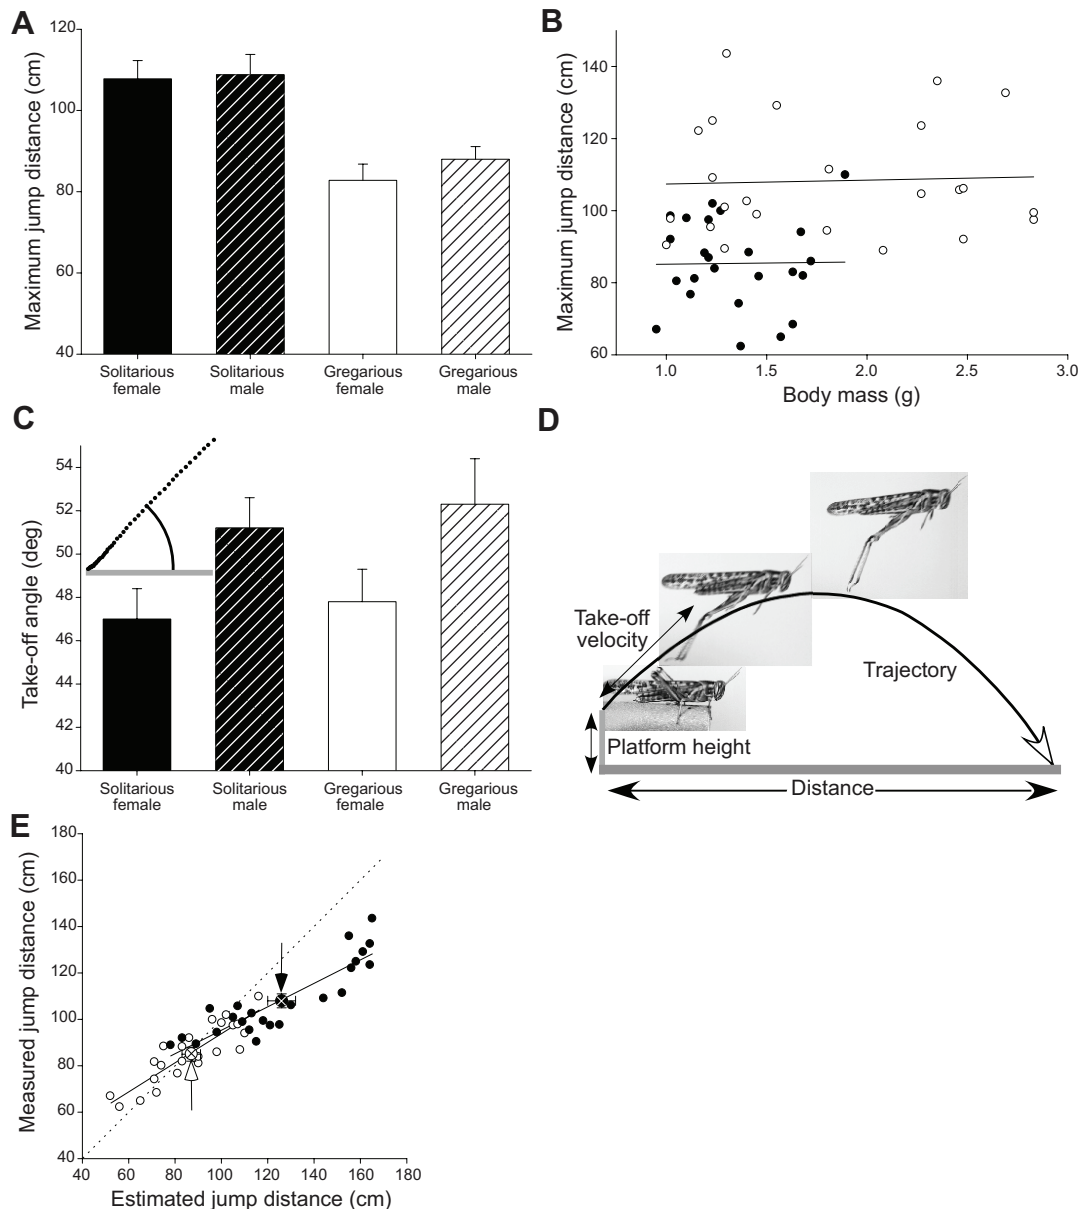 A
Maximum jump distance (cm)
120
100
80
60
40
Solitarious female
Solitarious male
Gregarious female
Gregarious male
B
Maximum jump distance (cm)
140
120
100
80
60
1.0 1.5 2.0 2.5 3.0
Body mass (g)
C
Take-off angle (deg)
54
52
50
48
46
44
42
40
Solitarious female
Solitarious male
Gregarious female
Gregarious male
D
Take-off
velocity
Trajectory
Platform height
Distance
E
Measured jump distance (cm)
180
160
140
120
100
80
60
40
40 60 80 100 120 140 160 180
Estimated jump distance (cm)